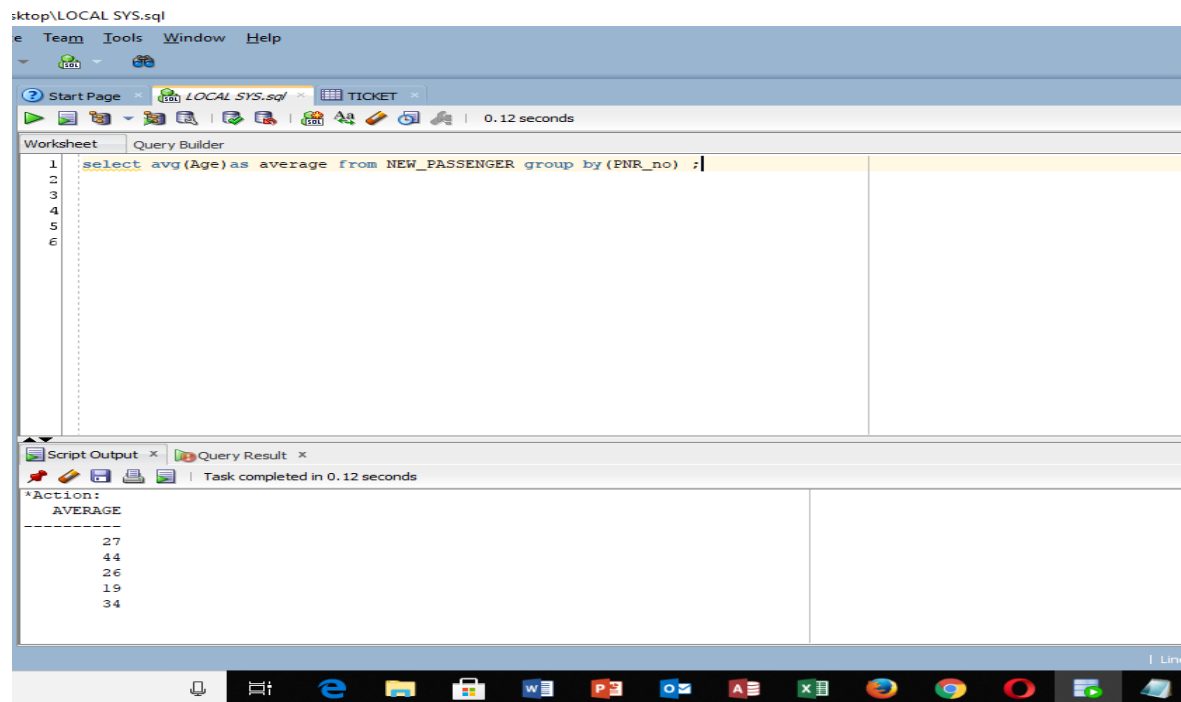 sktop\LOCAL SYS.sql
e Team Tools Window Help
SQL
Start Page LOCAL SYS.sql TICKET
0.12 seconds
Worksheet Query Builder
1 select avg(Age)as average from NEW_PASSENGER group by(PNR_no) ;
2
3
4
5
6
Script Output Query Result
Task completed in 0.12 seconds
*Action:
AVERAGE
----------
27
44
26
19
34
Lin